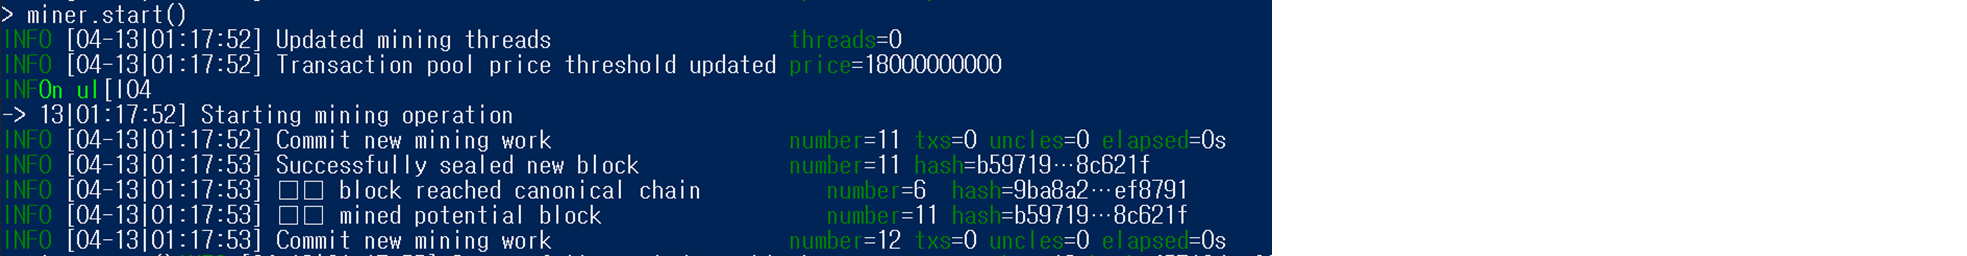 > miner.start()
INFO [04-13|01:17:52] Updated mining threads threads=0
INFO [04-13|01:17:52] Transaction pool price threshold updated price=18000000000
INFOn ul[|04
-> 13|01:17:52] Starting mining operation
INFO [04-13|01:17:52] Commit new mining work number=11 txs=0 uncles=0 elapsed=0s
INFO [04-13|01:17:53] Successfully sealed new block number=11 hash=b59719…8c621f
INFO [04-13|01:17:53] □□ block reached canonical chain number=6 hash=9ba8a2…ef8791
INFO [04-13|01:17:53] □□ mined potential block number=11 hash=b59719…8c621f
INFO [04-13|01:17:53] Commit new mining work number=12 txs=0 uncles=0 elapsed=0s